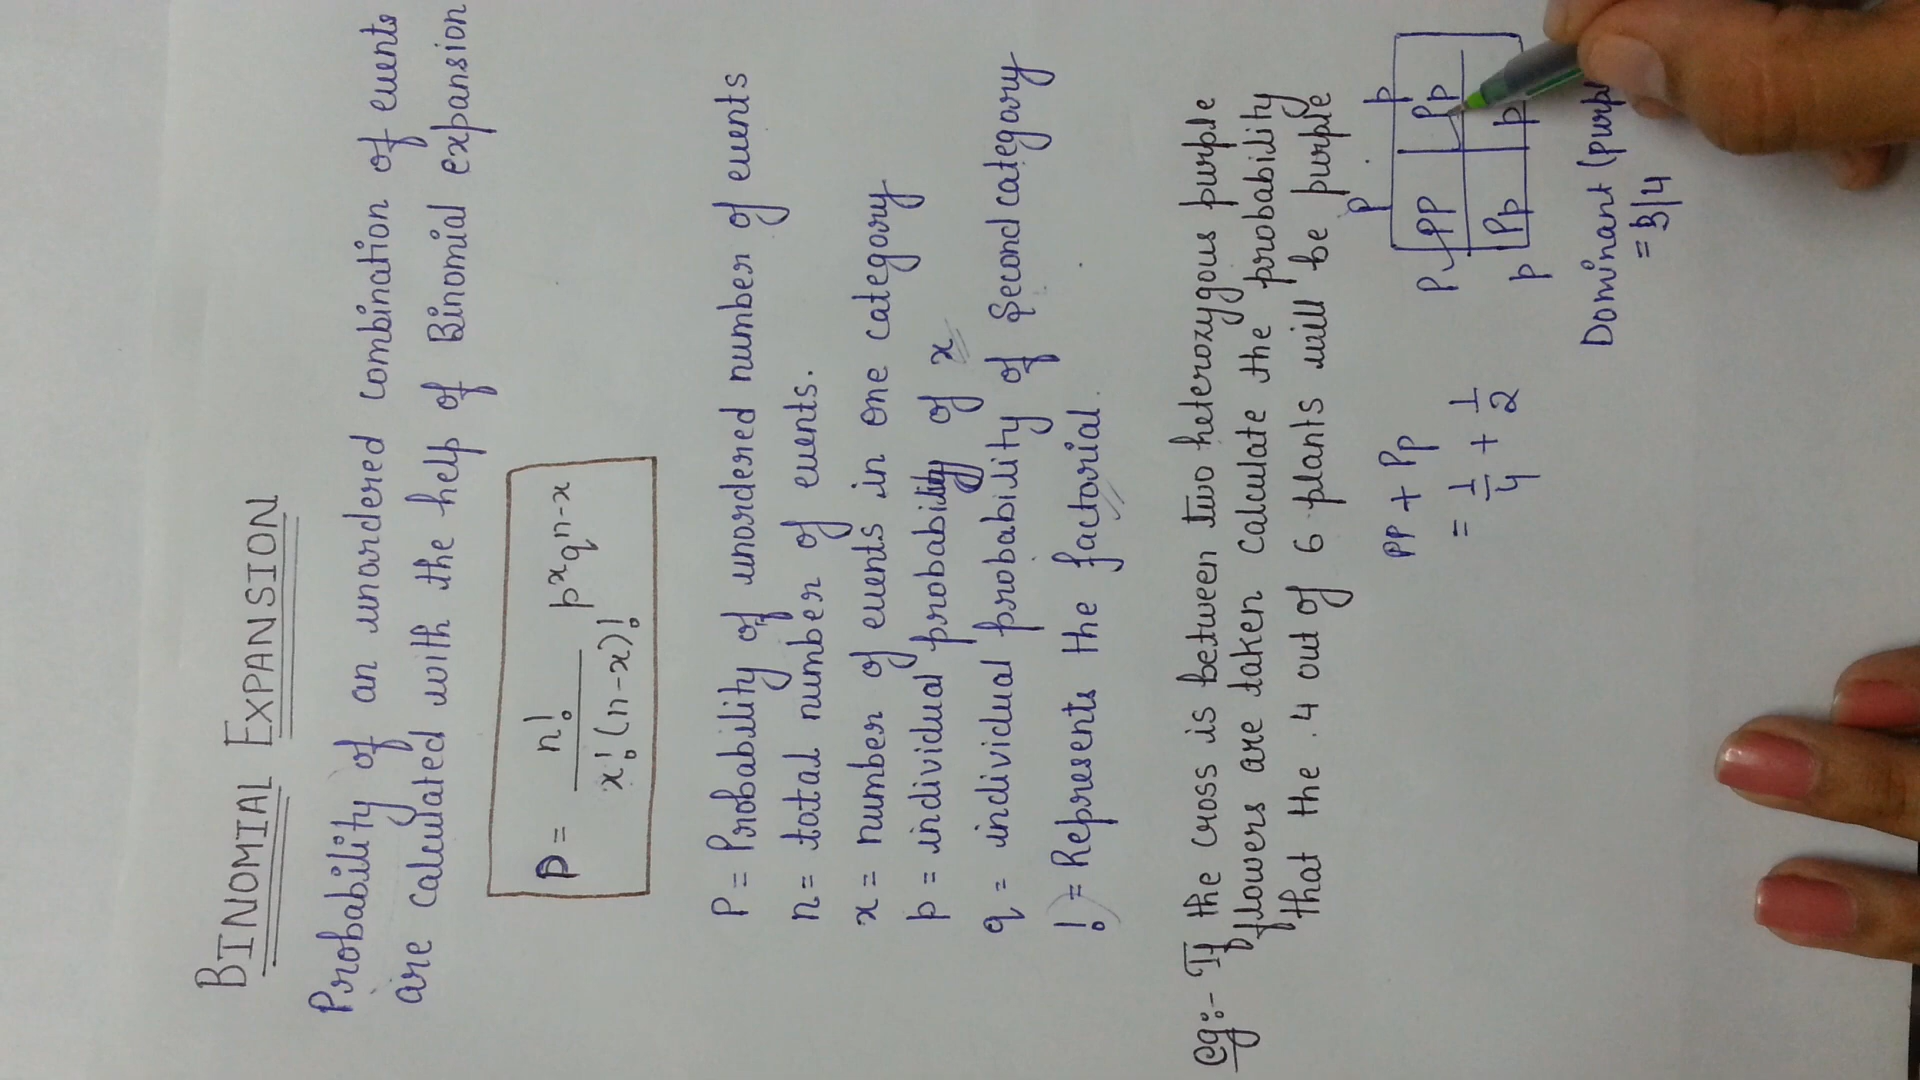 BINOMIAL EXPANSION
Probability of an unordered combination of events
are calculated with the help of Binomial expansion
P = n! / x! (n-x)! p^x q^n-x
P = Probability of unordered number of events
n = total number of events.
x = number of events in one category
p = individual probability of x
q = individual probability of second category
! = Represents the factorial.
eg:- If the cross is between two heterozygous purple
flowers are taken calculate the probability
that the 4 out of 6 plants will be purple
P p
P PP Pp
p Pp p
PP + Pp
= 1/4 + 1/2
Dominant (purpl
= 3/4